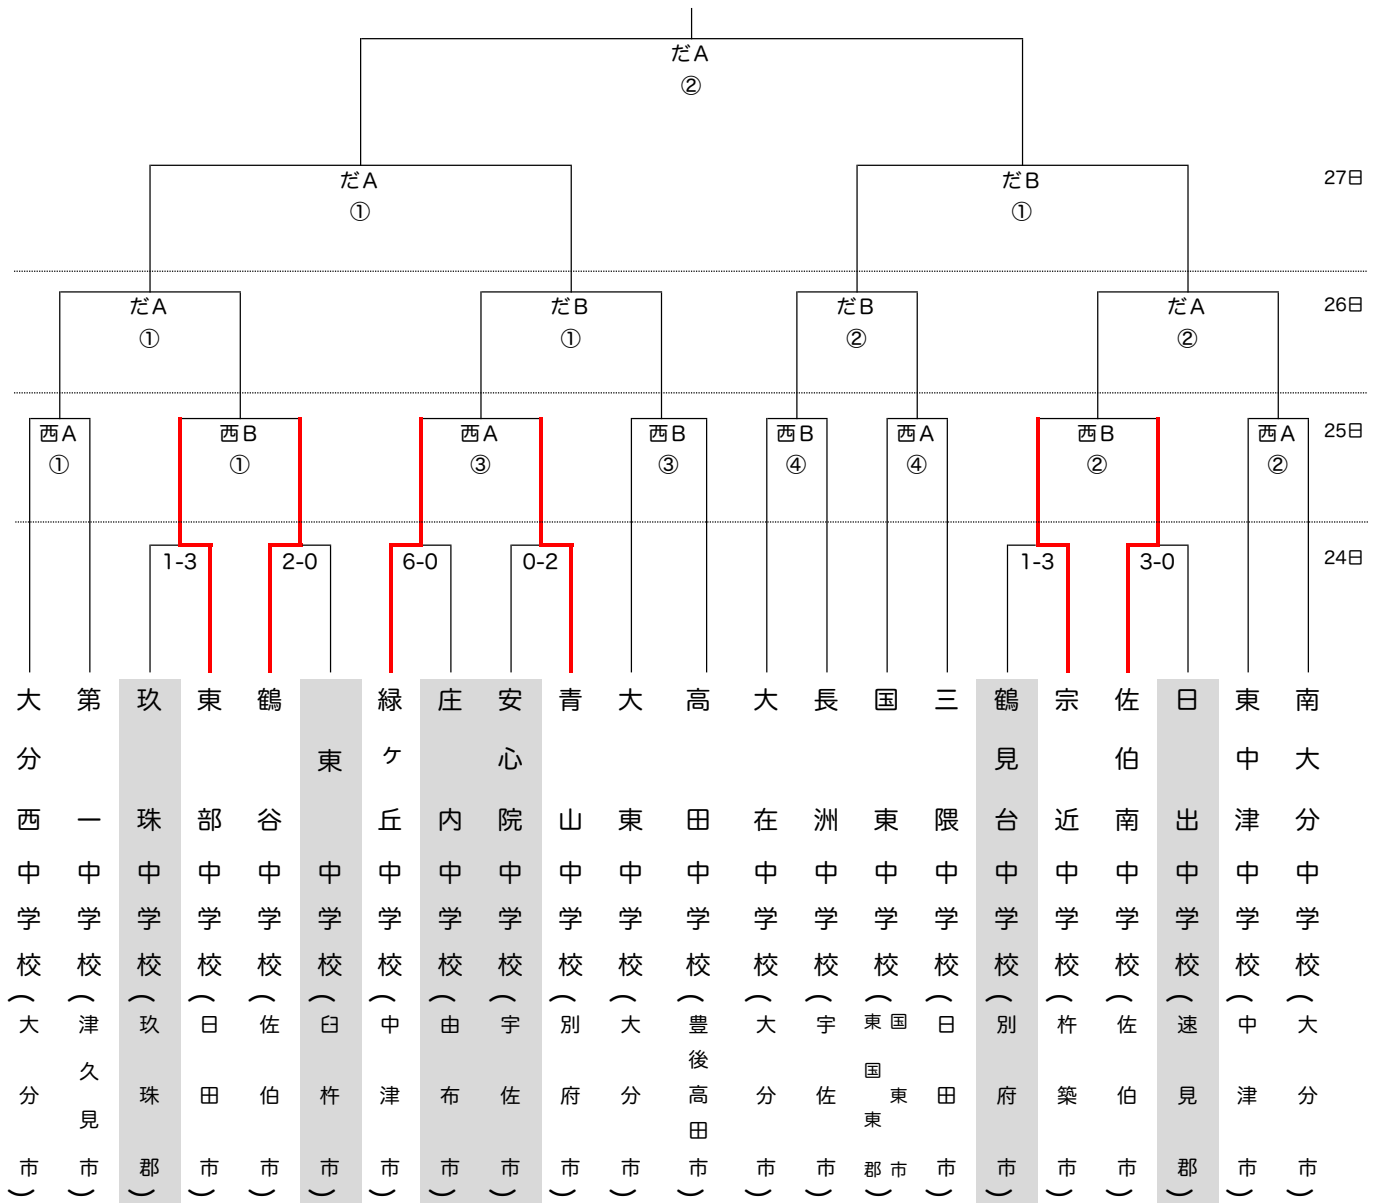 だA
②
だA
①
だB
①
27日
だA
①
だB
①
だB
②
だA
②
26日
西A
①
西B
①
西A
③
西B
③
西B
④
西A
④
西B
②
西A
②
25日
1-3
2-0
6-0
0-2
1-3
3-0
24日
大分西中学校(大分市)
第一中学校(津久見市)
玖珠中学校(玖珠郡)
東部中学校(日田市)
鶴谷中学校(佐伯市)
東中学校(臼杵市)
緑ケ丘中学校(中津市)
庄内中学校(由布市)
安心院中学校(宇佐市)
青山中学校(別府市)
大東中学校(大分市)
高田中学校(豊後高田市)
大在中学校(大分市)
長洲中学校(宇佐市)
国東中学校(国東市東国東郡)
三隈中学校(日田市)
鶴見台中学校(別府市)
宗近中学校(杵築市)
佐伯南中学校(佐伯市)
日出中学校(速見郡)
東中津中学校(中津市)
南大分中学校(大分市)